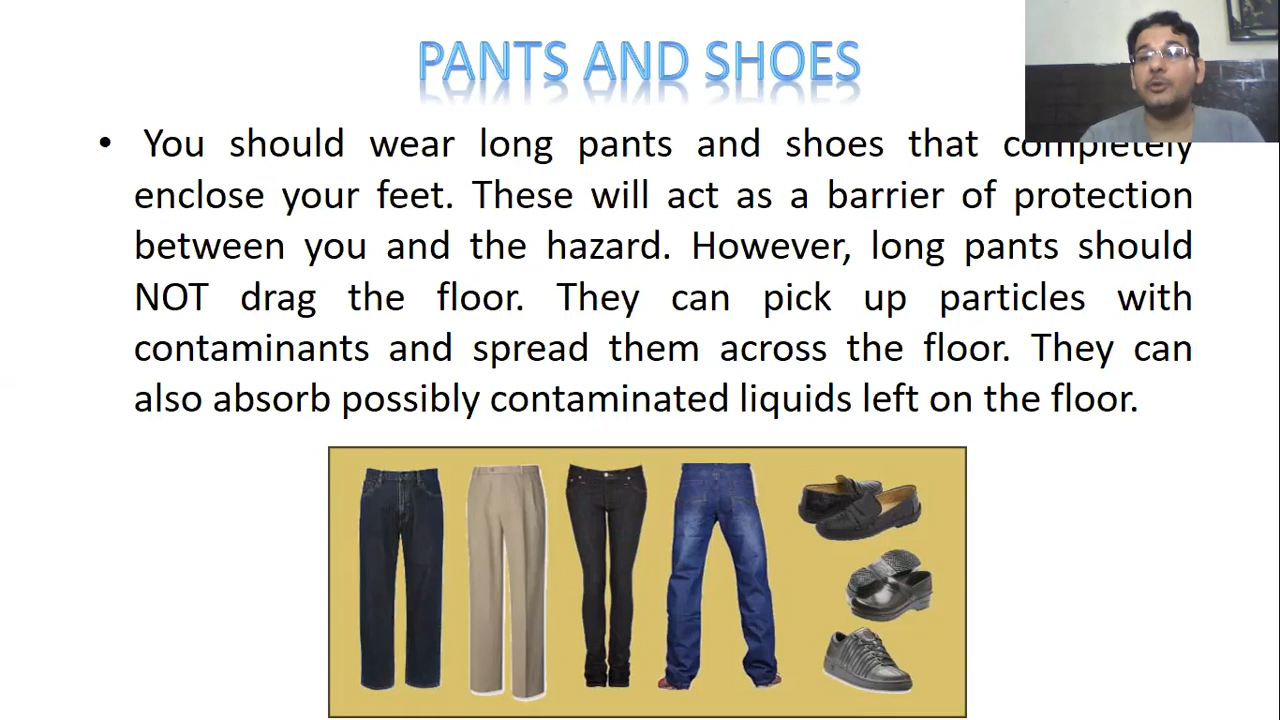 PANTS AND SHOES
• You should wear long pants and shoes that completely
enclose your feet. These will act as a barrier of protection
between you and the hazard. However, long pants should
NOT drag the floor. They can pick up particles with
contaminants and spread them across the floor. They can
also absorb possibly contaminated liquids left on the floor.